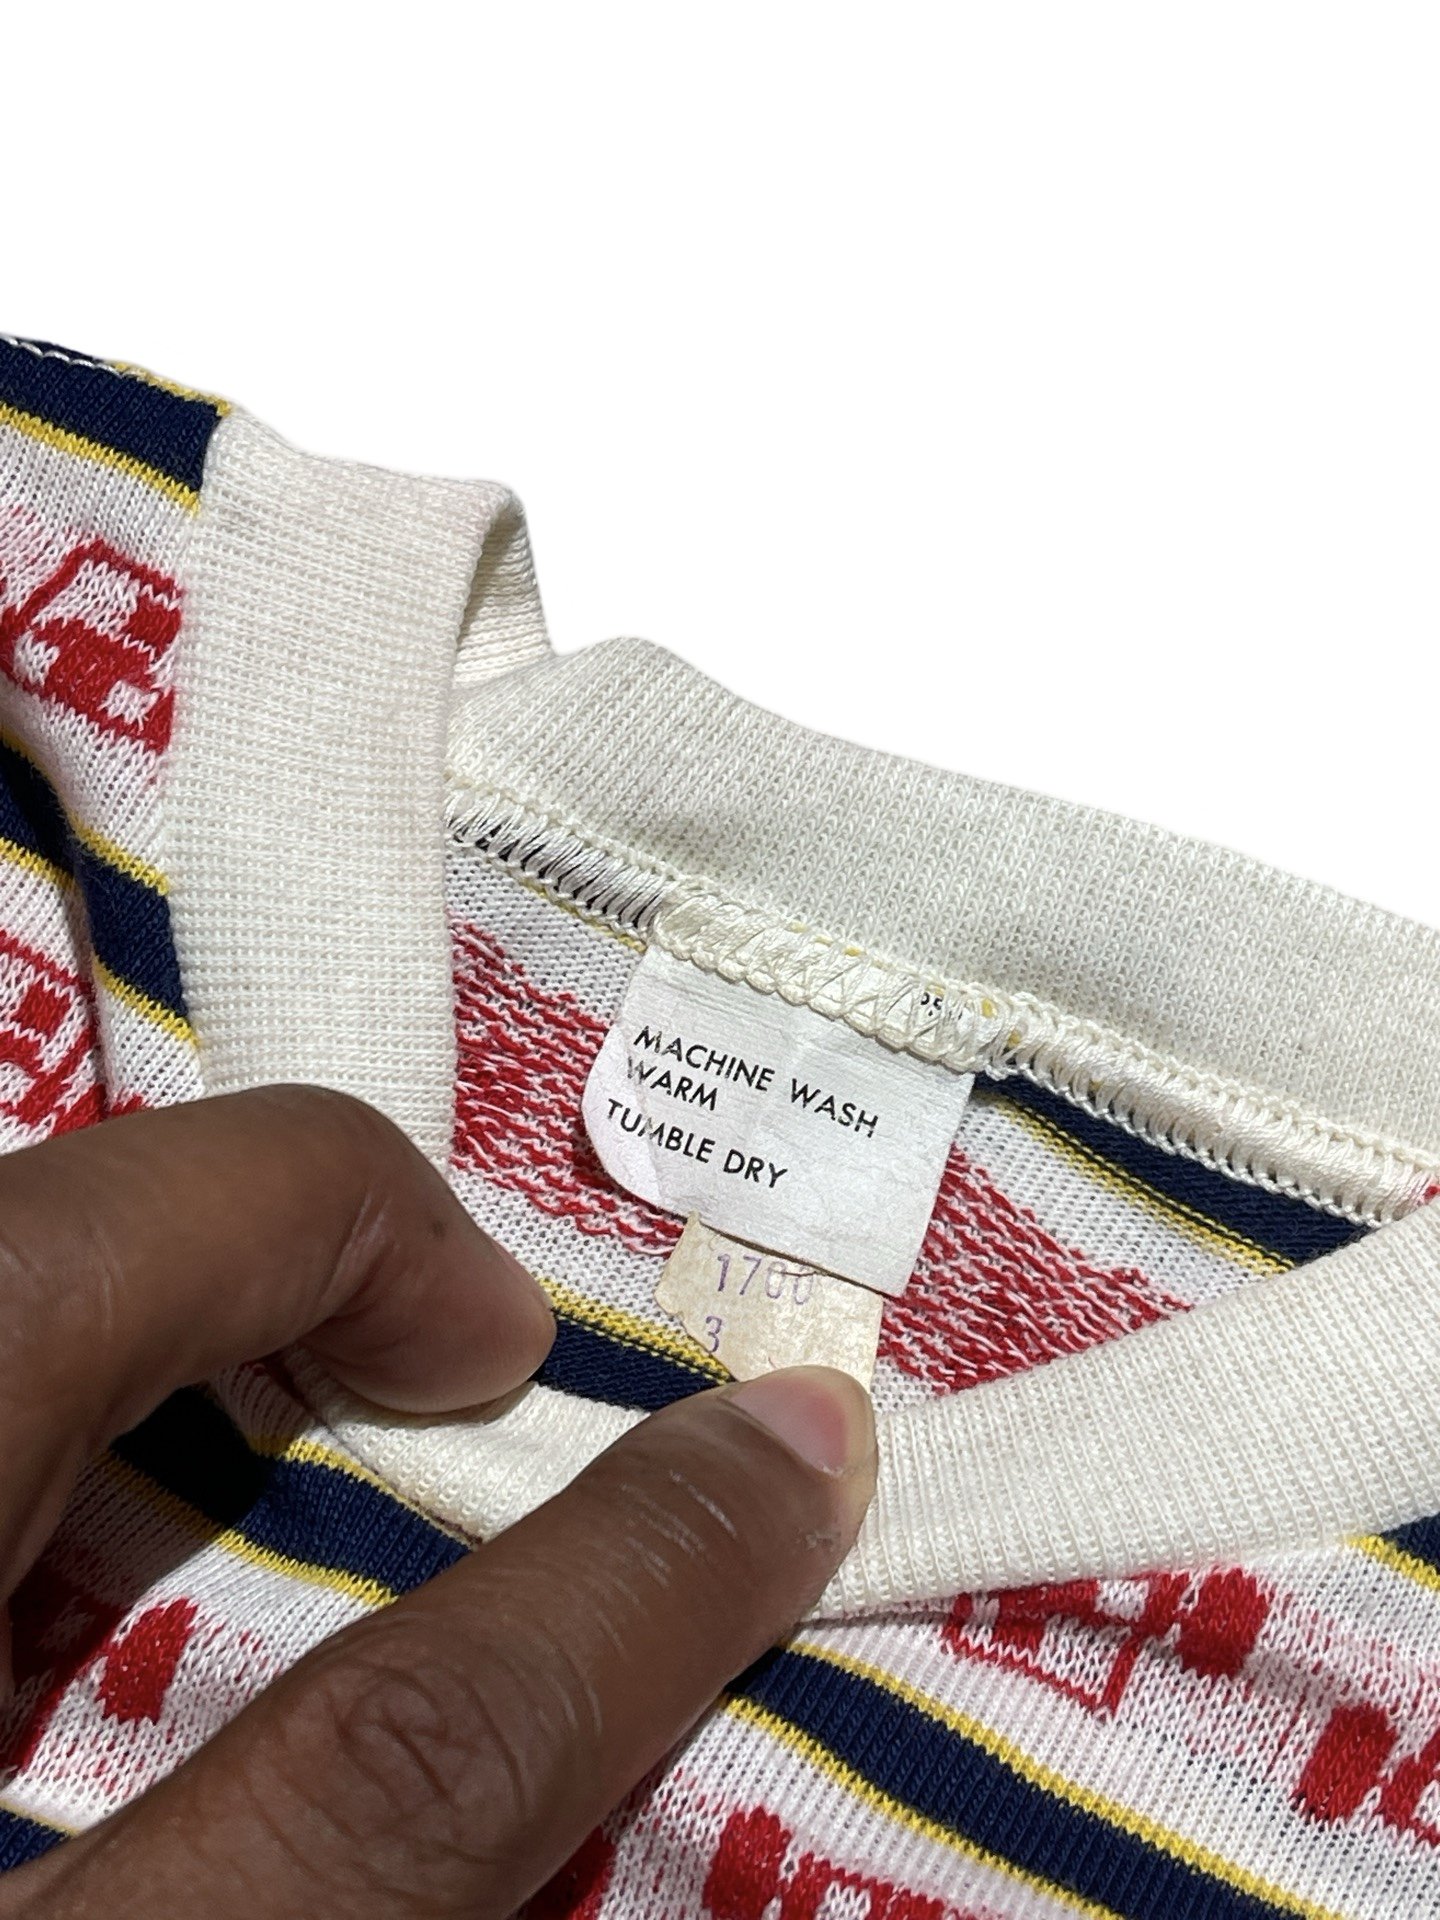 MACHINE WASH
WARM
TUMBLE DRY
1700
3